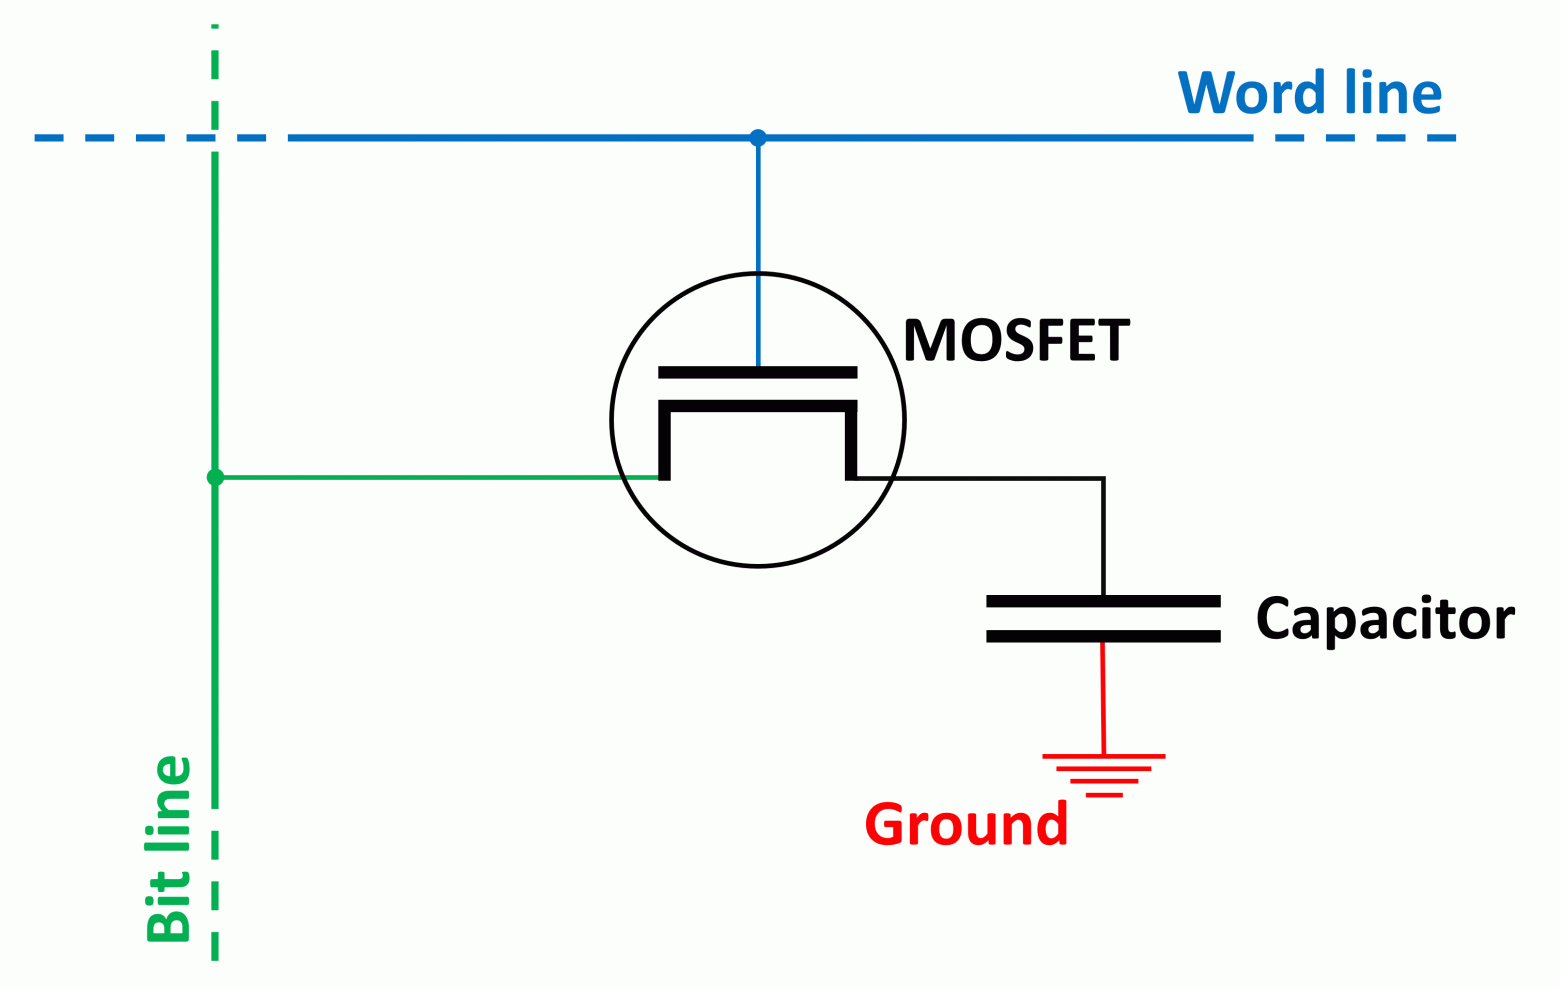 Word line
MOSFET
Capacitor
Ground
Bit line